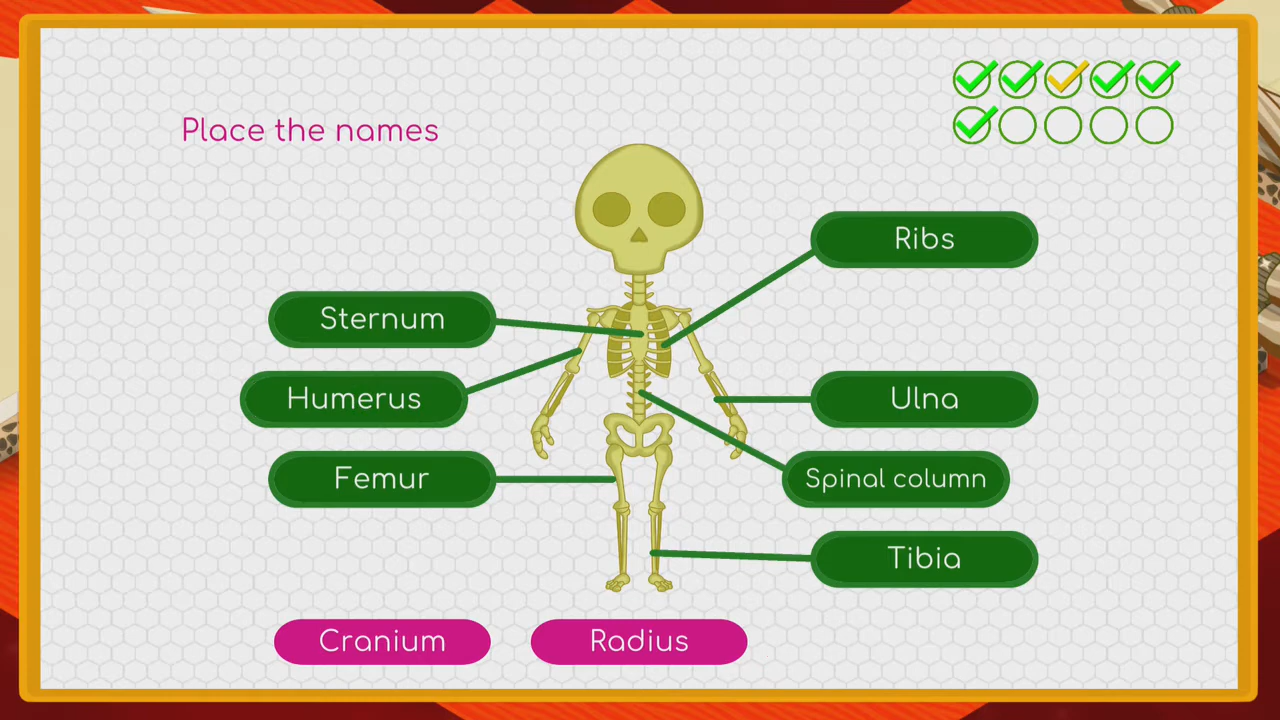 Place the names
Ribs
Sternum
Humerus
Ulna
Femur
Spinal column
Tibia
Cranium
Radius